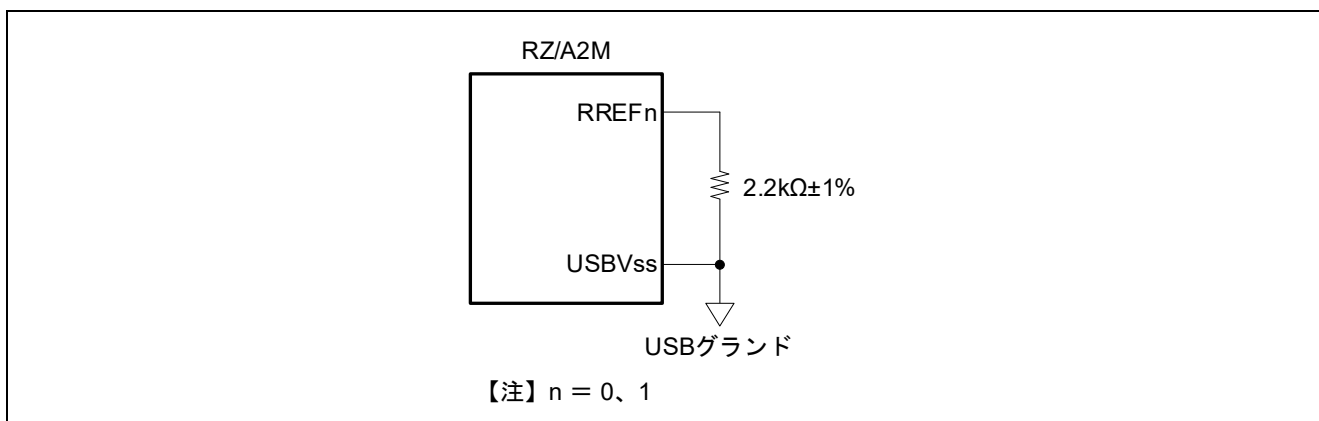 RZ/A2M
RREFn
2.2kΩ±1%
USBVss
USBグランド
【注】n = 0、1